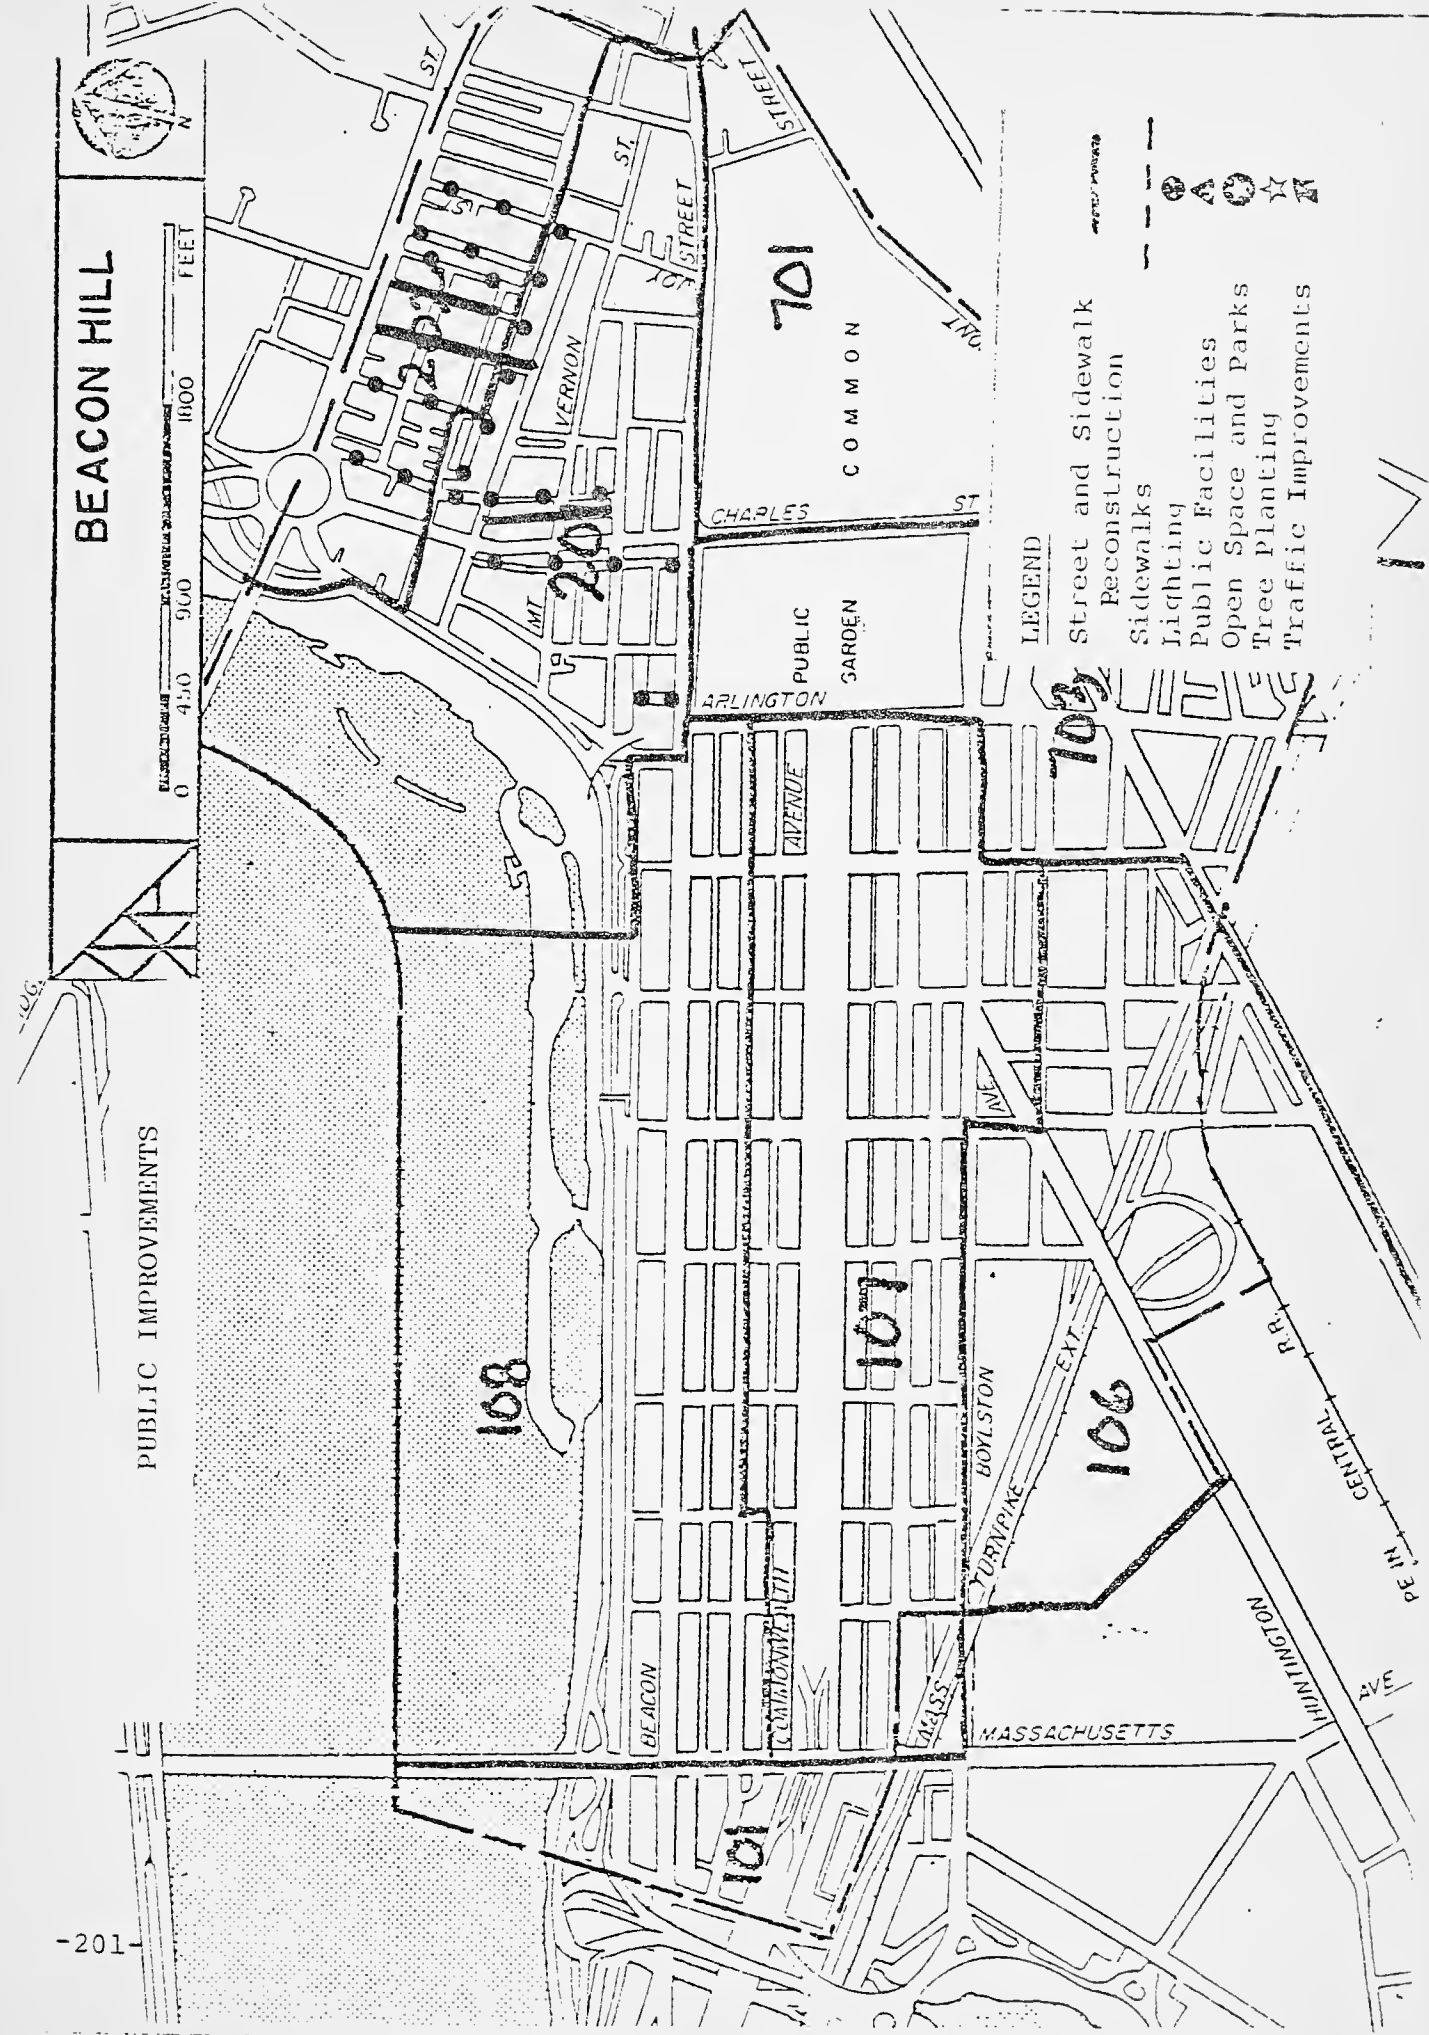 BEACON HILL
0 450 900 1800 FEET
N
PUBLIC IMPROVEMENTS
ST.
ST.
STREET
STREET
JOY
VERNON
MT.
701
COMMON
CHARLES ST
PUBLIC
GARDEN
ARLINGTON
AVENUE
201
108
107
106
101
AVE.
BOYLSTON
TURNPIKE
EXT.
MASS
BEACON
COMMONWEALTH
MASSACHUSETTS
HUNTINGTON
AVE
CENTRAL
R.R.
LEGEND
Street and Sidewalk
Reconstruction
Sidewalks
Lighting
Public Facilities
Open Space and Parks
Tree Planting
Traffic Improvements
-201-